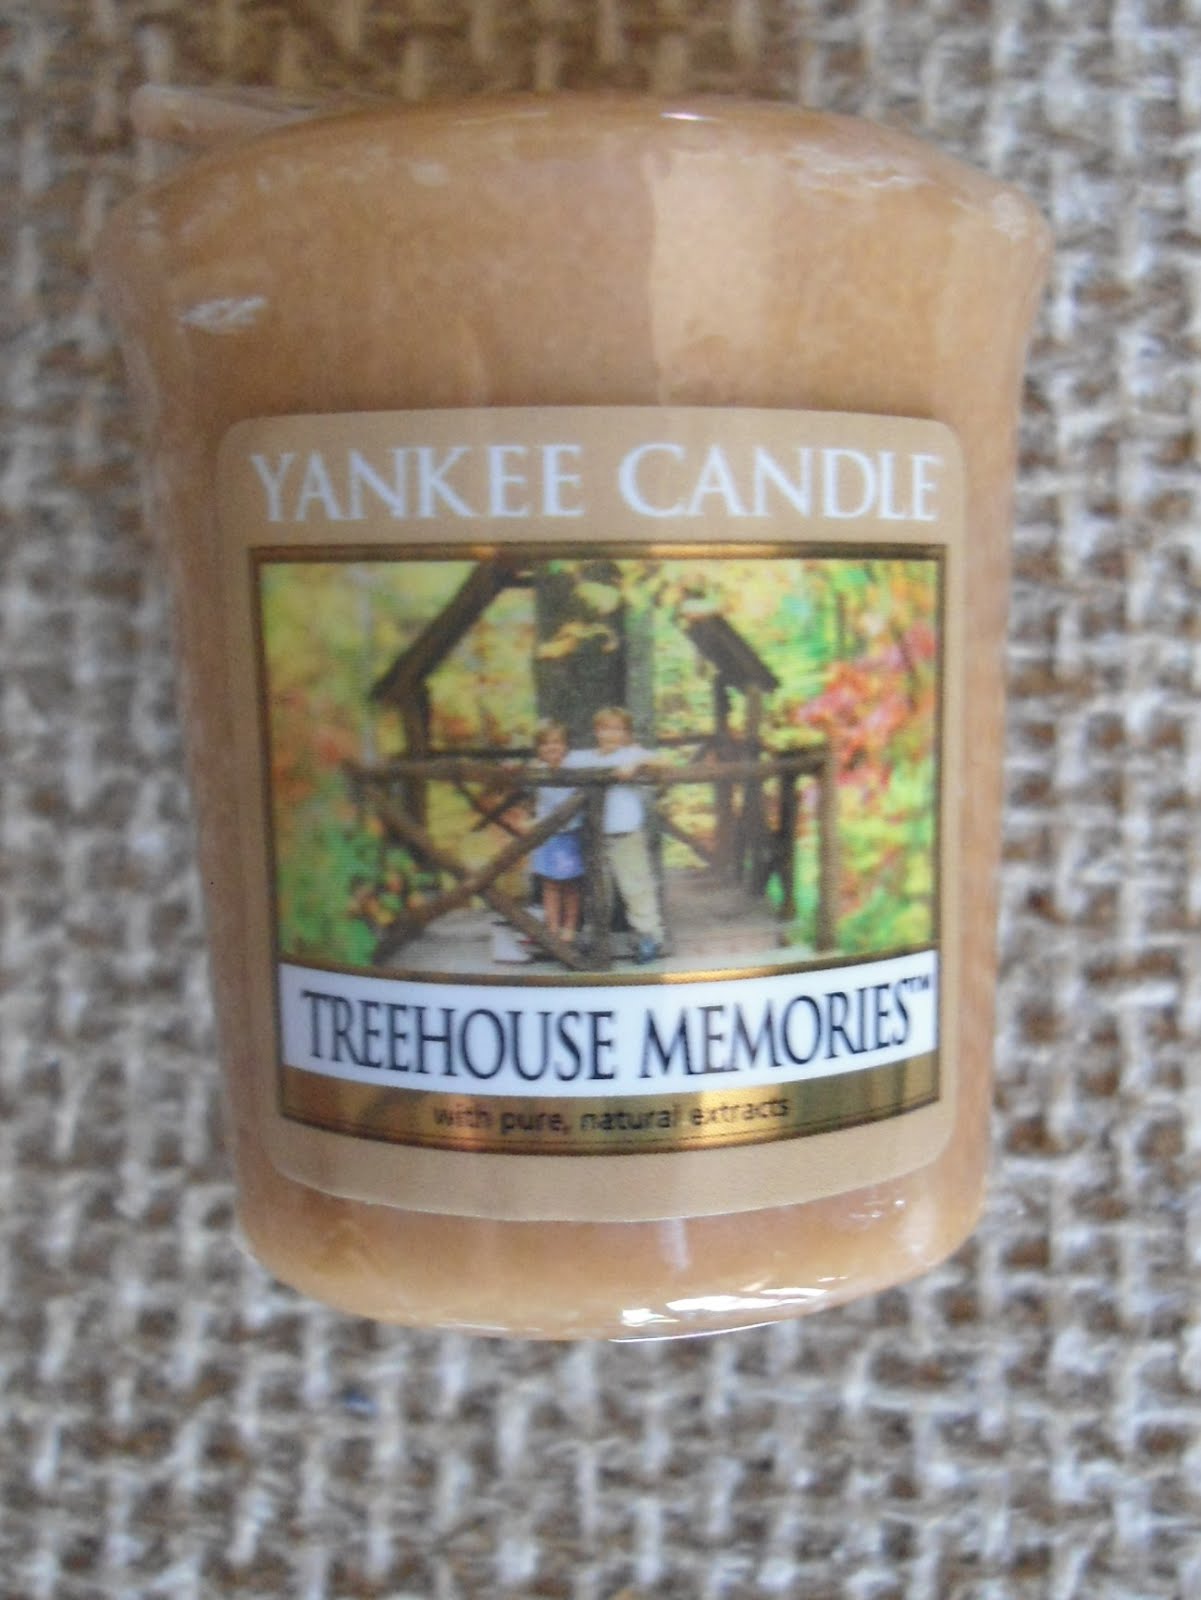 YANKEE CANDLE
TREEHOUSE MEMORIES™
with pure, natural extracts